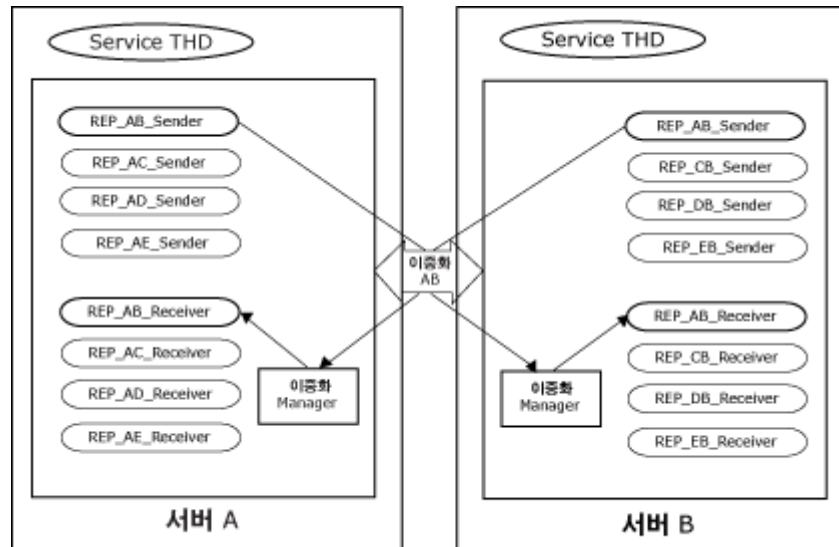 Service THD
REP_AB_Sender
REP_AC_Sender
REP_AD_Sender
REP_AE_Sender
REP_AB_Receiver
REP_AC_Receiver
REP_AD_Receiver
REP_AE_Receiver
이중화
Manager
서버 A
이중화
AB
Service THD
REP_AB_Sender
REP_CB_Sender
REP_DB_Sender
REP_EB_Sender
REP_AB_Receiver
REP_CB_Receiver
REP_DB_Receiver
REP_EB_Receiver
이중화
Manager
서버 B